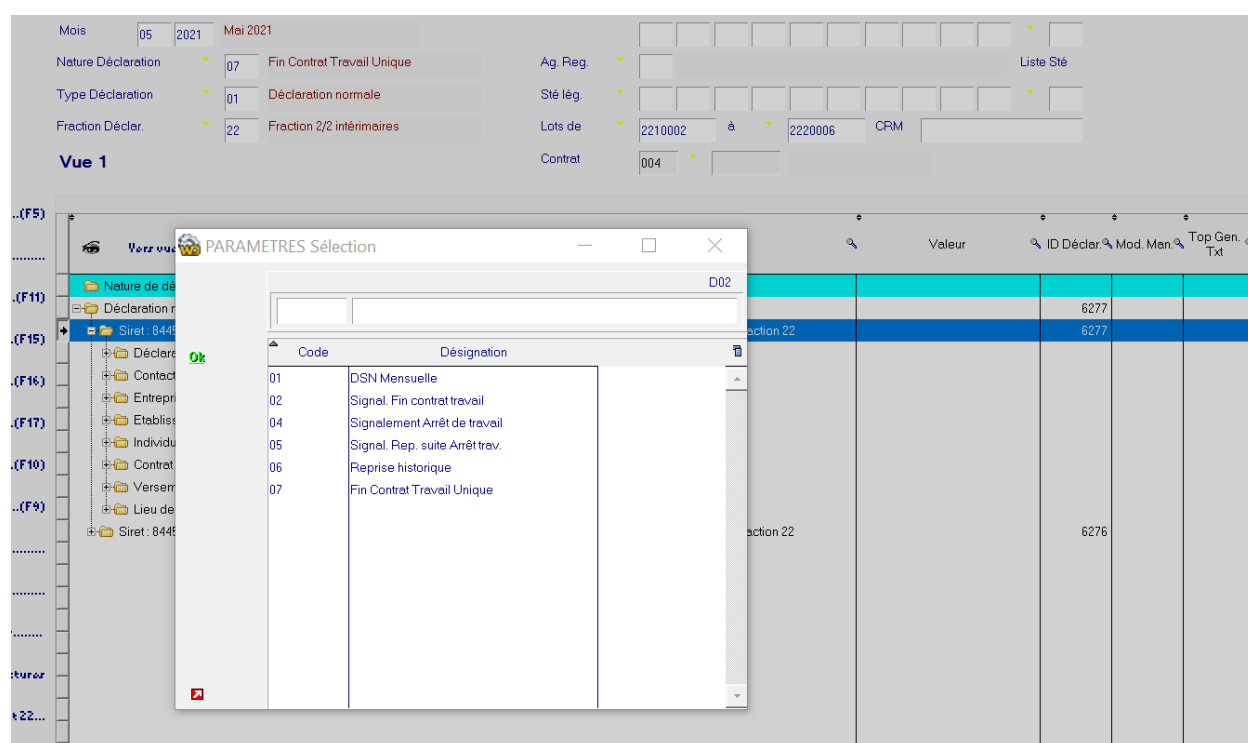 Mois 05 2021 Mai 2021
Nature Déclaration 07 Fin Contrat Travail Unique Ag. Reg. Liste Sté
Type Déclaration 01 Déclaration normale Sté lég.
Fraction Déclar. 22 Fraction 2/2 intérimaires Lots de 2210002 à 2220006 CRM
Vue 1 Contrat 004
..(F5)
Valeur ID Déclar. Mod. Man. Top Gen. Txt
.(F11)
.(F15)
.(F16)
.(F17)
.(F10)
..(F9)
PARAMETRES Sélection
D02
Ok
Code Désignation
01 DSN Mensuelle
02 Signal. Fin contrat travail
04 Signalement Arrêt de travail
05 Signal. Rep. suite Arrêt trav.
06 Reprise historique
07 Fin Contrat Travail Unique
Nature de dé
Déclaration r 6277
Siret : 8445 action 22 6277
Déclara
Contact
Entrepri
Etabliss
Individu
Contrat
Versem
Lieu de
Siret : 8445 action 22 6276
t 22...